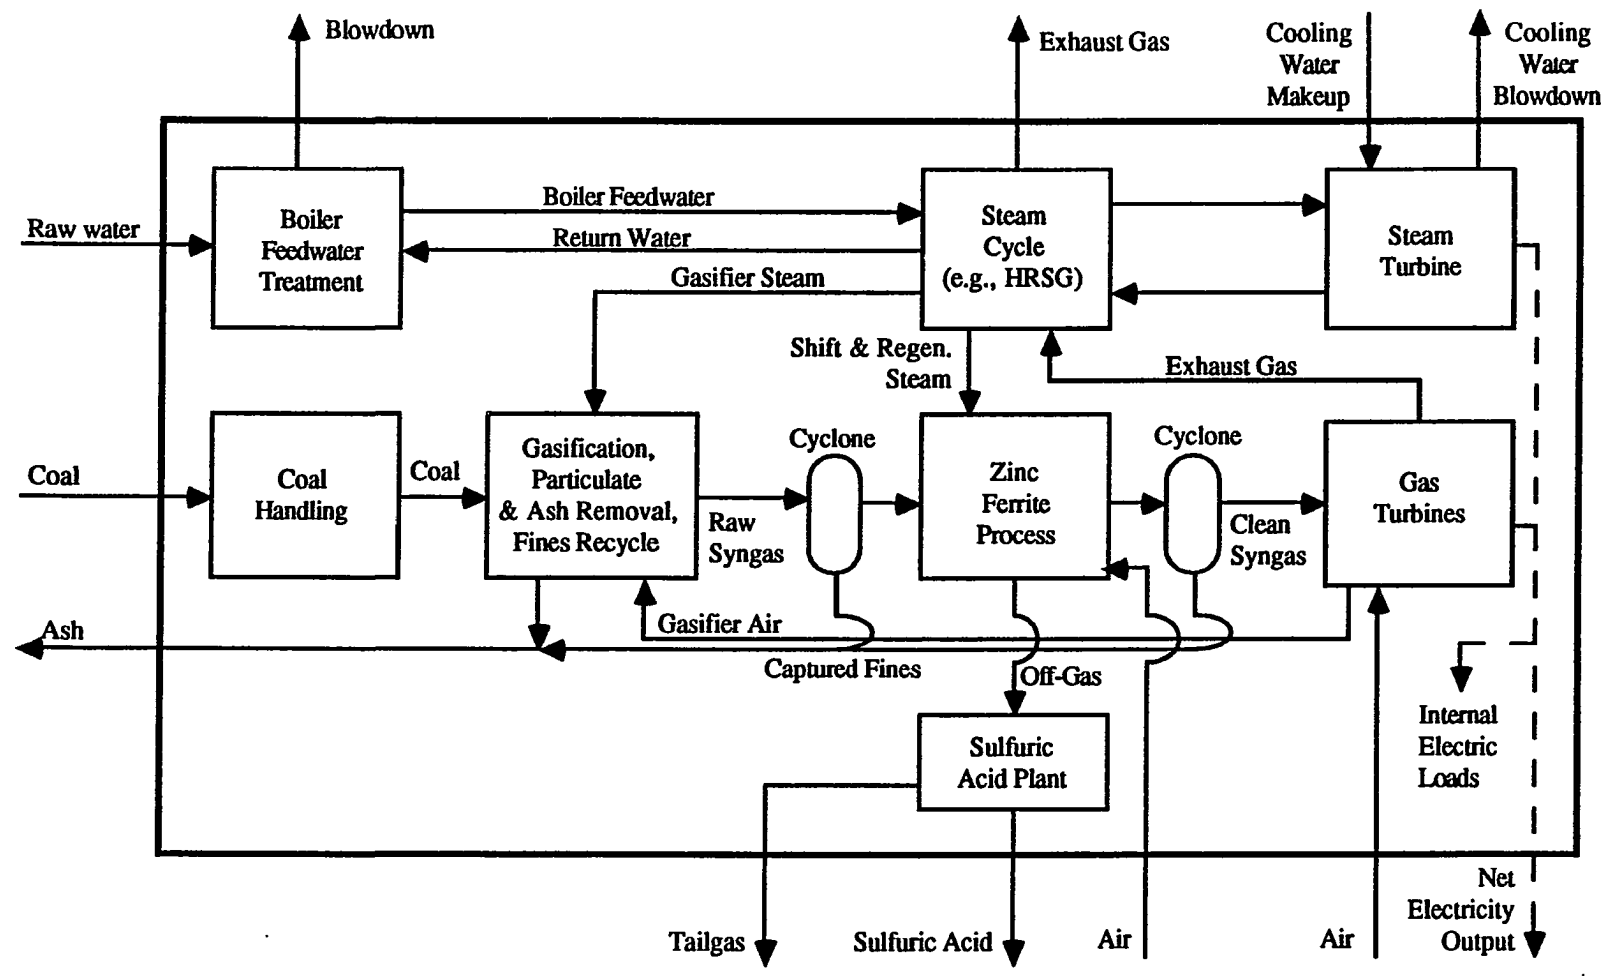 Blowdown
Exhaust Gas
Cooling
Water
Makeup
Cooling
Water
Blowdown
Raw water
Boiler
Feedwater
Treatment
Boiler Feedwater
Return Water
Gasifier Steam
Steam
Cycle
(e.g., HRSG)
Steam
Turbine
Shift & Regen.
Steam
Exhaust Gas
Coal
Coal
Handling
Coal
Gasification,
Particulate
& Ash Removal,
Fines Recycle
Raw
Syngas
Cyclone
Zinc
Ferrite
Process
Cyclone
Clean
Syngas
Gas
Turbines
Ash
Gasifier Air
Captured Fines
Off-Gas
Sulfuric
Acid Plant
Internal
Electric
Loads
Tailgas
Sulfuric Acid
Air
Air
Net
Electricity
Output